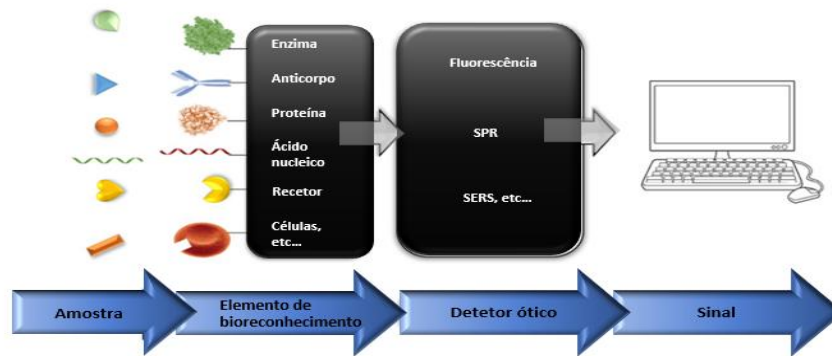 Enzima
Anticorpo
Proteína
Ácido
nucleico
Recetor
Células,
etc...
Fluorescência
SPR
SERS, etc...
Amostra
Elemento de
bioreconhecimento
Detetor ótico
Sinal